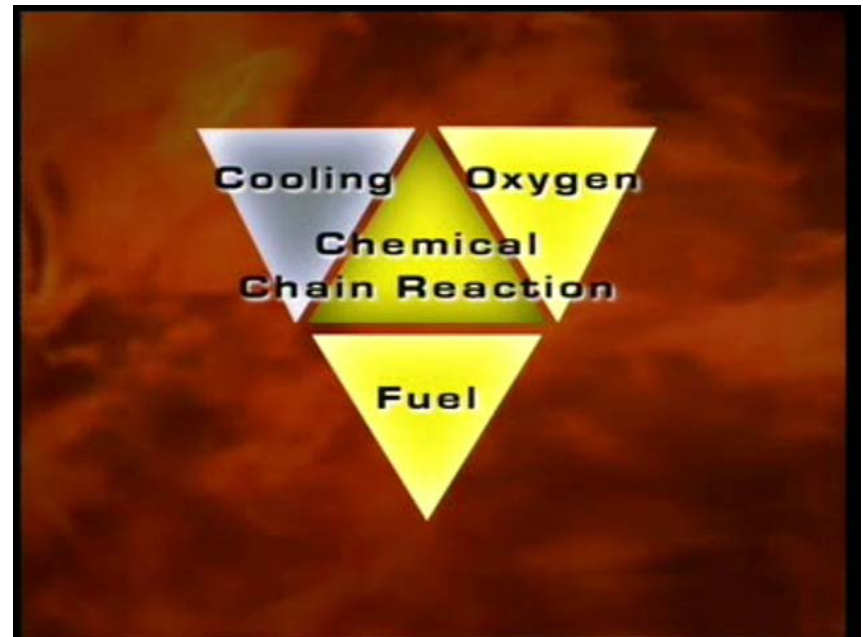 Cooling
Oxygen
Chemical
Chain Reaction
Fuel